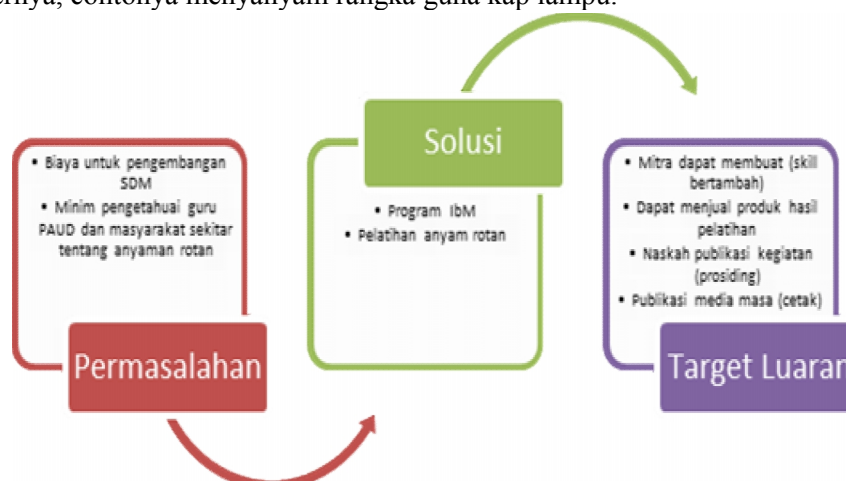 contonya menyanyam rangka guna kap lampu.
• Biaya untuk pengembangan
SDM
• Minim pengetahuai guru
PAUD dan masyarakat sekitar
tentang anyaman rotan
Permasalahan
Solusi
• Program IbM
• Pelatihan anyam rotan
• Mitra dapat membuat (skill
bertambah)
• Dapat menjual produk hasil
pelatihan
• Naskah publikasi kegiatan
(prosiding)
• Publikasi media masa (cetak)
Target Luaran